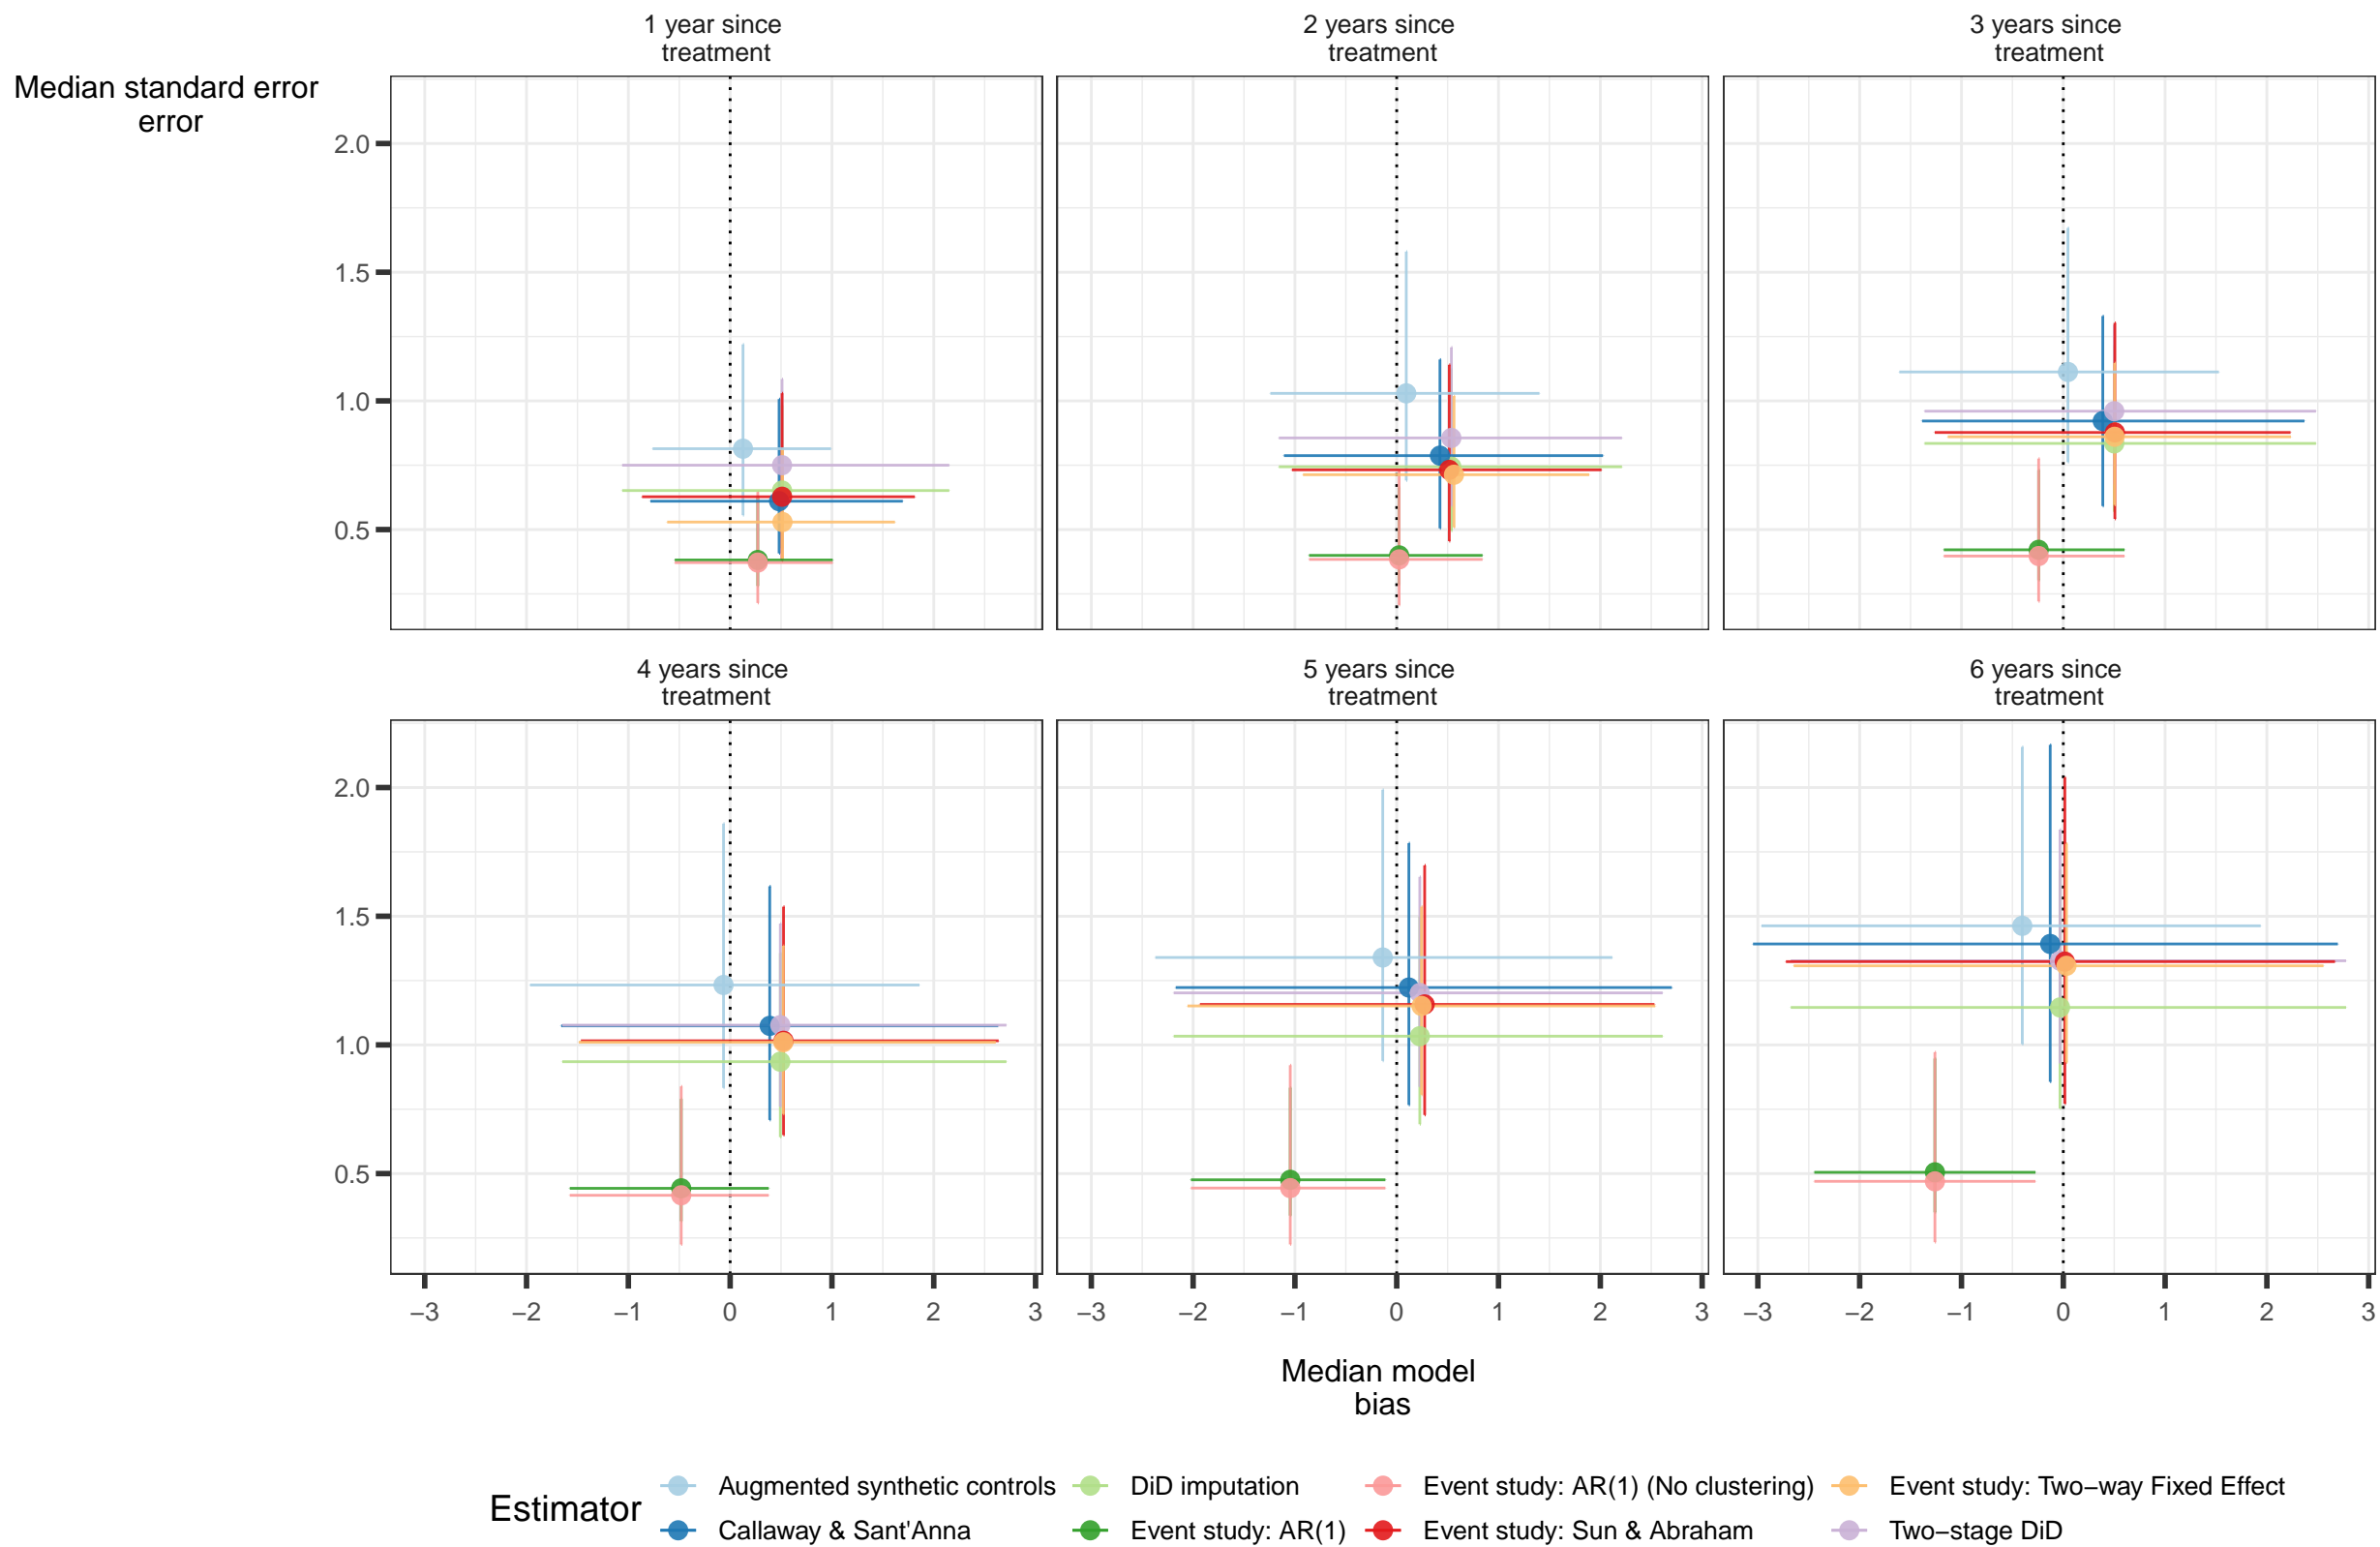 1 year since
treatment
2 years since
treatment
3 years since
treatment
Median standard error
error
2.0
1.5
1.0
0.5
4 years since
treatment
5 years since
treatment
6 years since
treatment
2.0
1.5
1.0
0.5
−3 −2 −1 0 1 2 3 −3 −2 −1 0 1 2 3 −3 −2 −1 0 1 2 3
Median model
bias
Estimator
Augmented synthetic controls DiD imputation Event study: AR(1) (No clustering) Event study: Two−way Fixed Effect
Callaway & Sant'Anna Event study: AR(1) Event study: Sun & Abraham Two−stage DiD